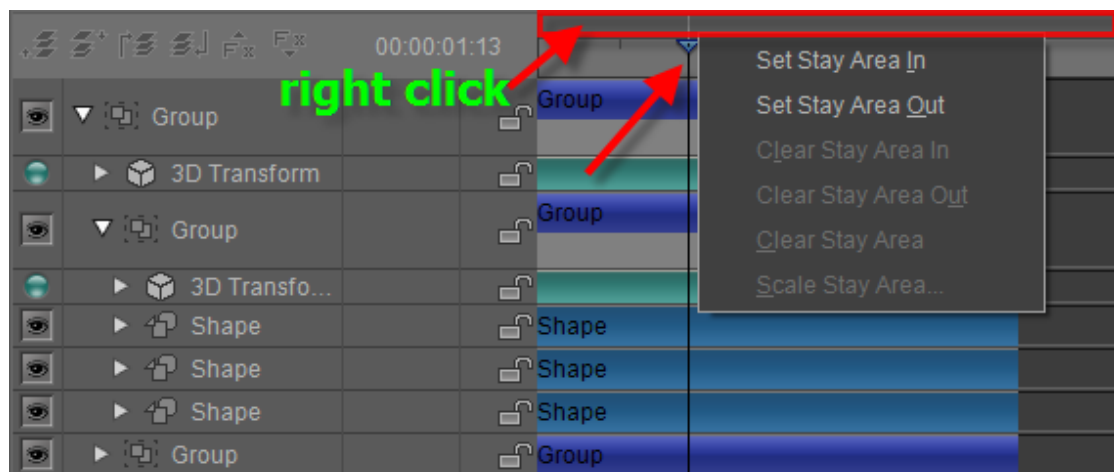 00:00:01:13
right click
Set Stay Area In
Set Stay Area Out
Clear Stay Area In
Clear Stay Area Out
Clear Stay Area
Scale Stay Area...
Group
Group
3D Transform
Group
Group
3D Transfo...
Shape
Shape
Shape
Shape
Shape
Shape
Group
Group